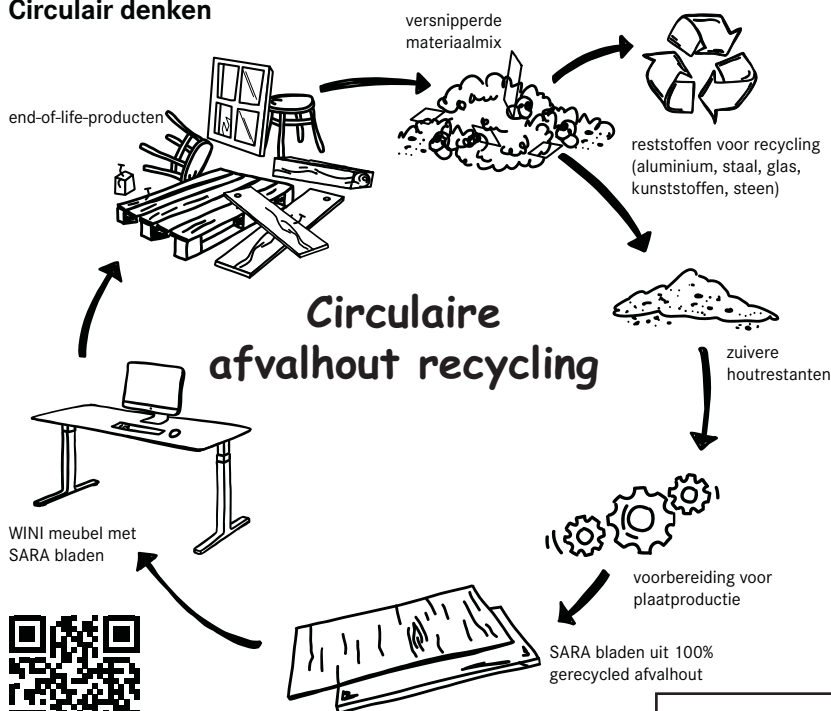 Circulair denken
versnipperde
materiaalmix
end-of-life-producten
reststoffen voor recycling
(aluminium, staal, glas,
kunststoffen, steen)
Circulaire
afvalhout recycling
zuivere
houtrestanten
WINI meubel met
SARA bladen
voorbereiding voor
plaatproductie
SARA bladen uit 100%
gerecycled afvalhout